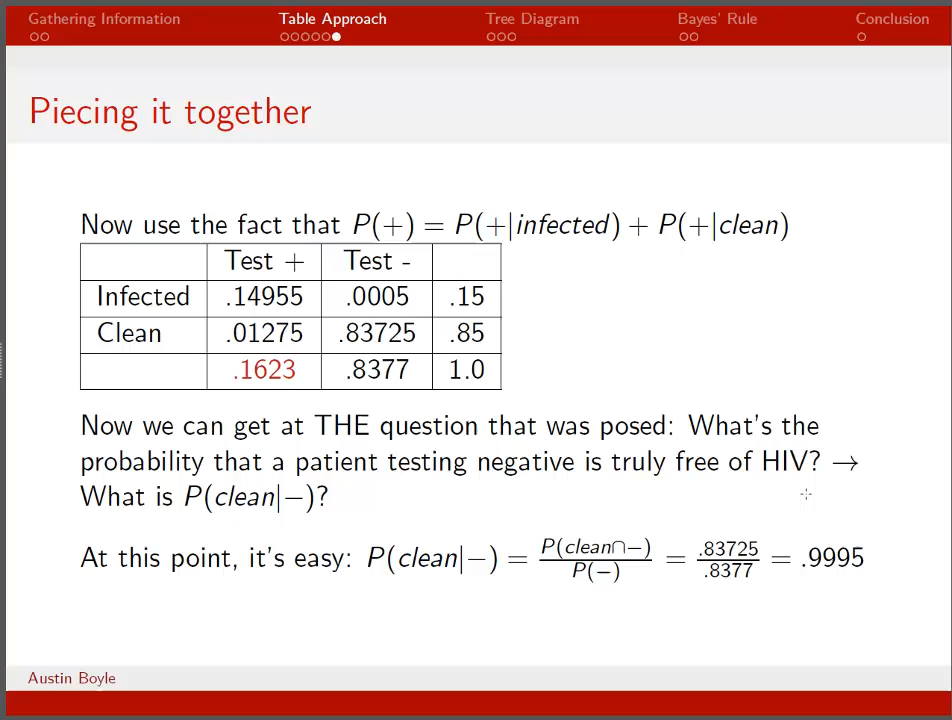 Gathering Information Table Approach Tree Diagram Bayes' Rule Conclusion
Piecing it together
Now use the fact that P(+) = P(+|infected) + P(+|clean)
Test + Test -
Infected .14955 .0005 .15
Clean .01275 .83725 .85
.1623 .8377 1.0
Now we can get at THE question that was posed: What's the
probability that a patient testing negative is truly free of HIV? →
What is P(clean|−)?
At this point, it's easy: P(clean|−) = P(clean∩−)/P(−) = .83725/.8377 = .9995
Austin Boyle